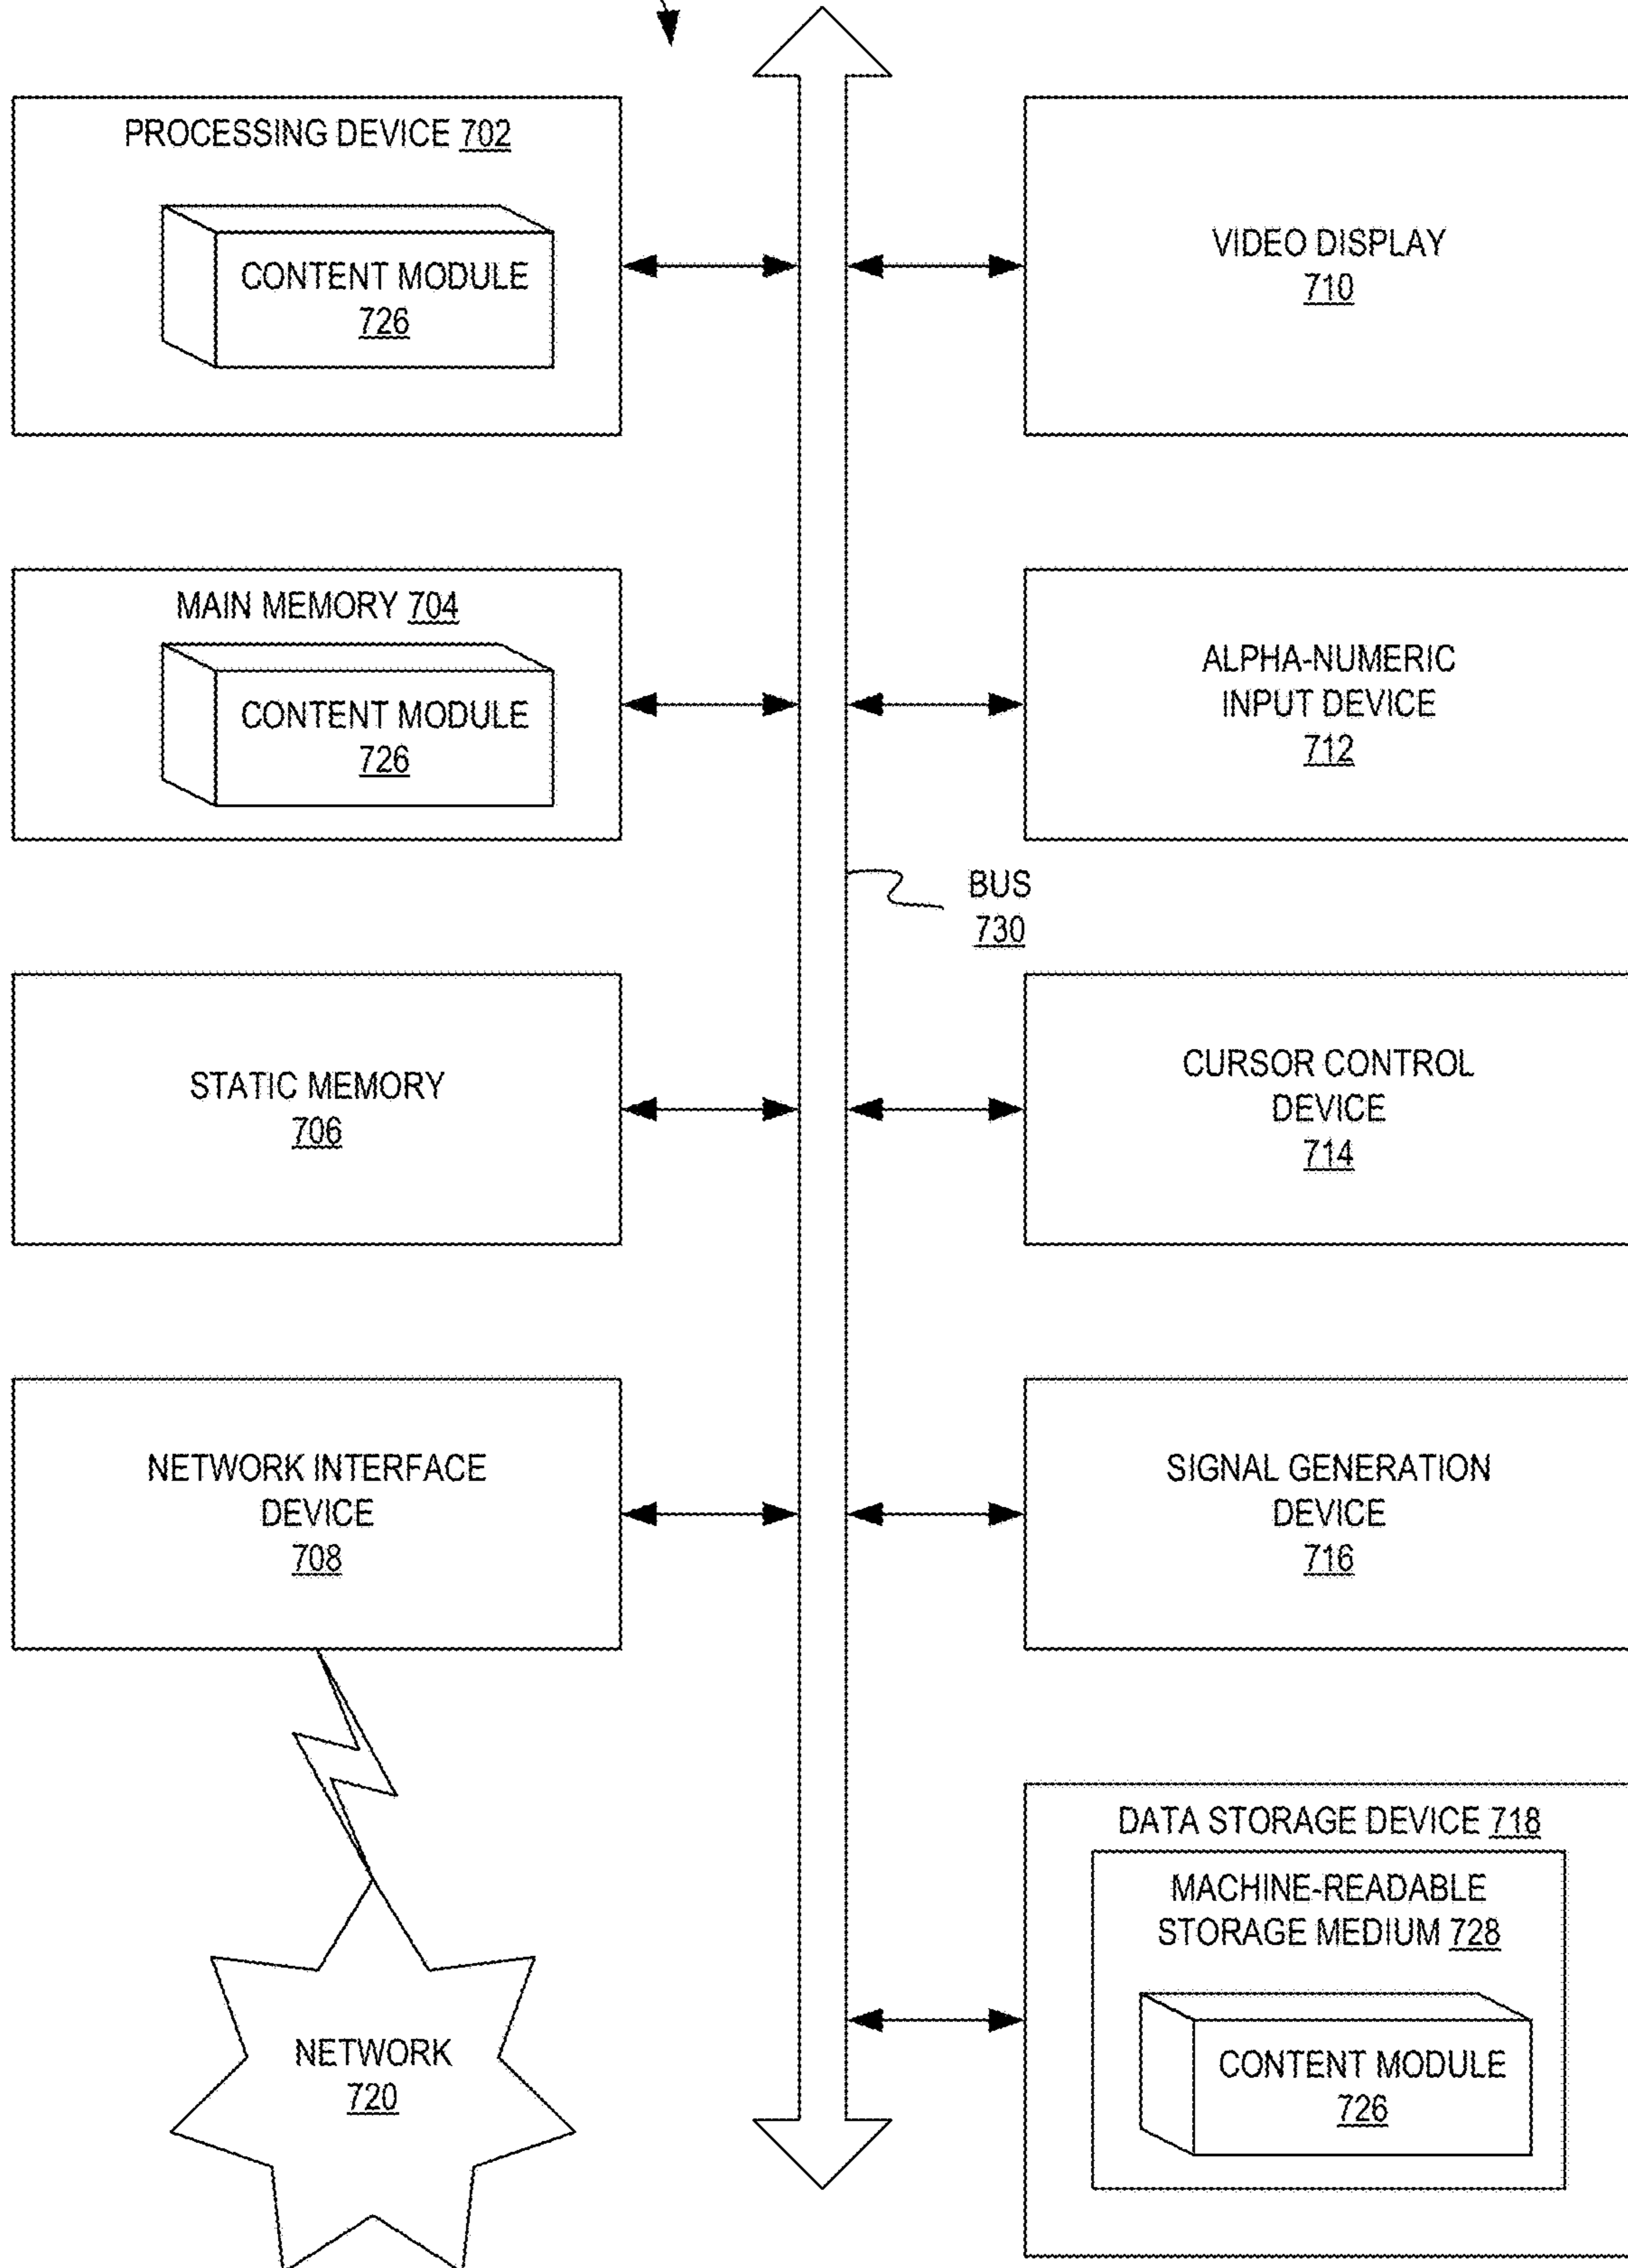 PROCESSING DEVICE 702
CONTENT MODULE
726
VIDEO DISPLAY
710
MAIN MEMORY 704
CONTENT MODULE
726
ALPHA-NUMERIC
INPUT DEVICE
712
BUS
730
STATIC MEMORY
706
CURSOR CONTROL
DEVICE
714
NETWORK INTERFACE
DEVICE
708
SIGNAL GENERATION
DEVICE
716
DATA STORAGE DEVICE 718
MACHINE-READABLE
STORAGE MEDIUM 728
CONTENT MODULE
726
NETWORK
720